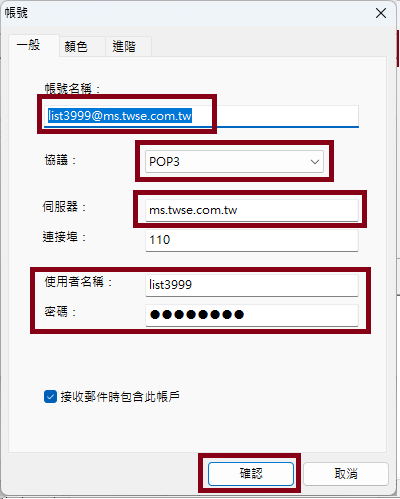 帳號
一般 顏色 進階
帳號名稱：
list3999@ms.twse.com.tw
協議： POP3
伺服器： ms.twse.com.tw
連接埠： 110
使用者名稱： list3999
密碼： ●●●●●●●●
接收郵件時包含此帳戶
確認 取消